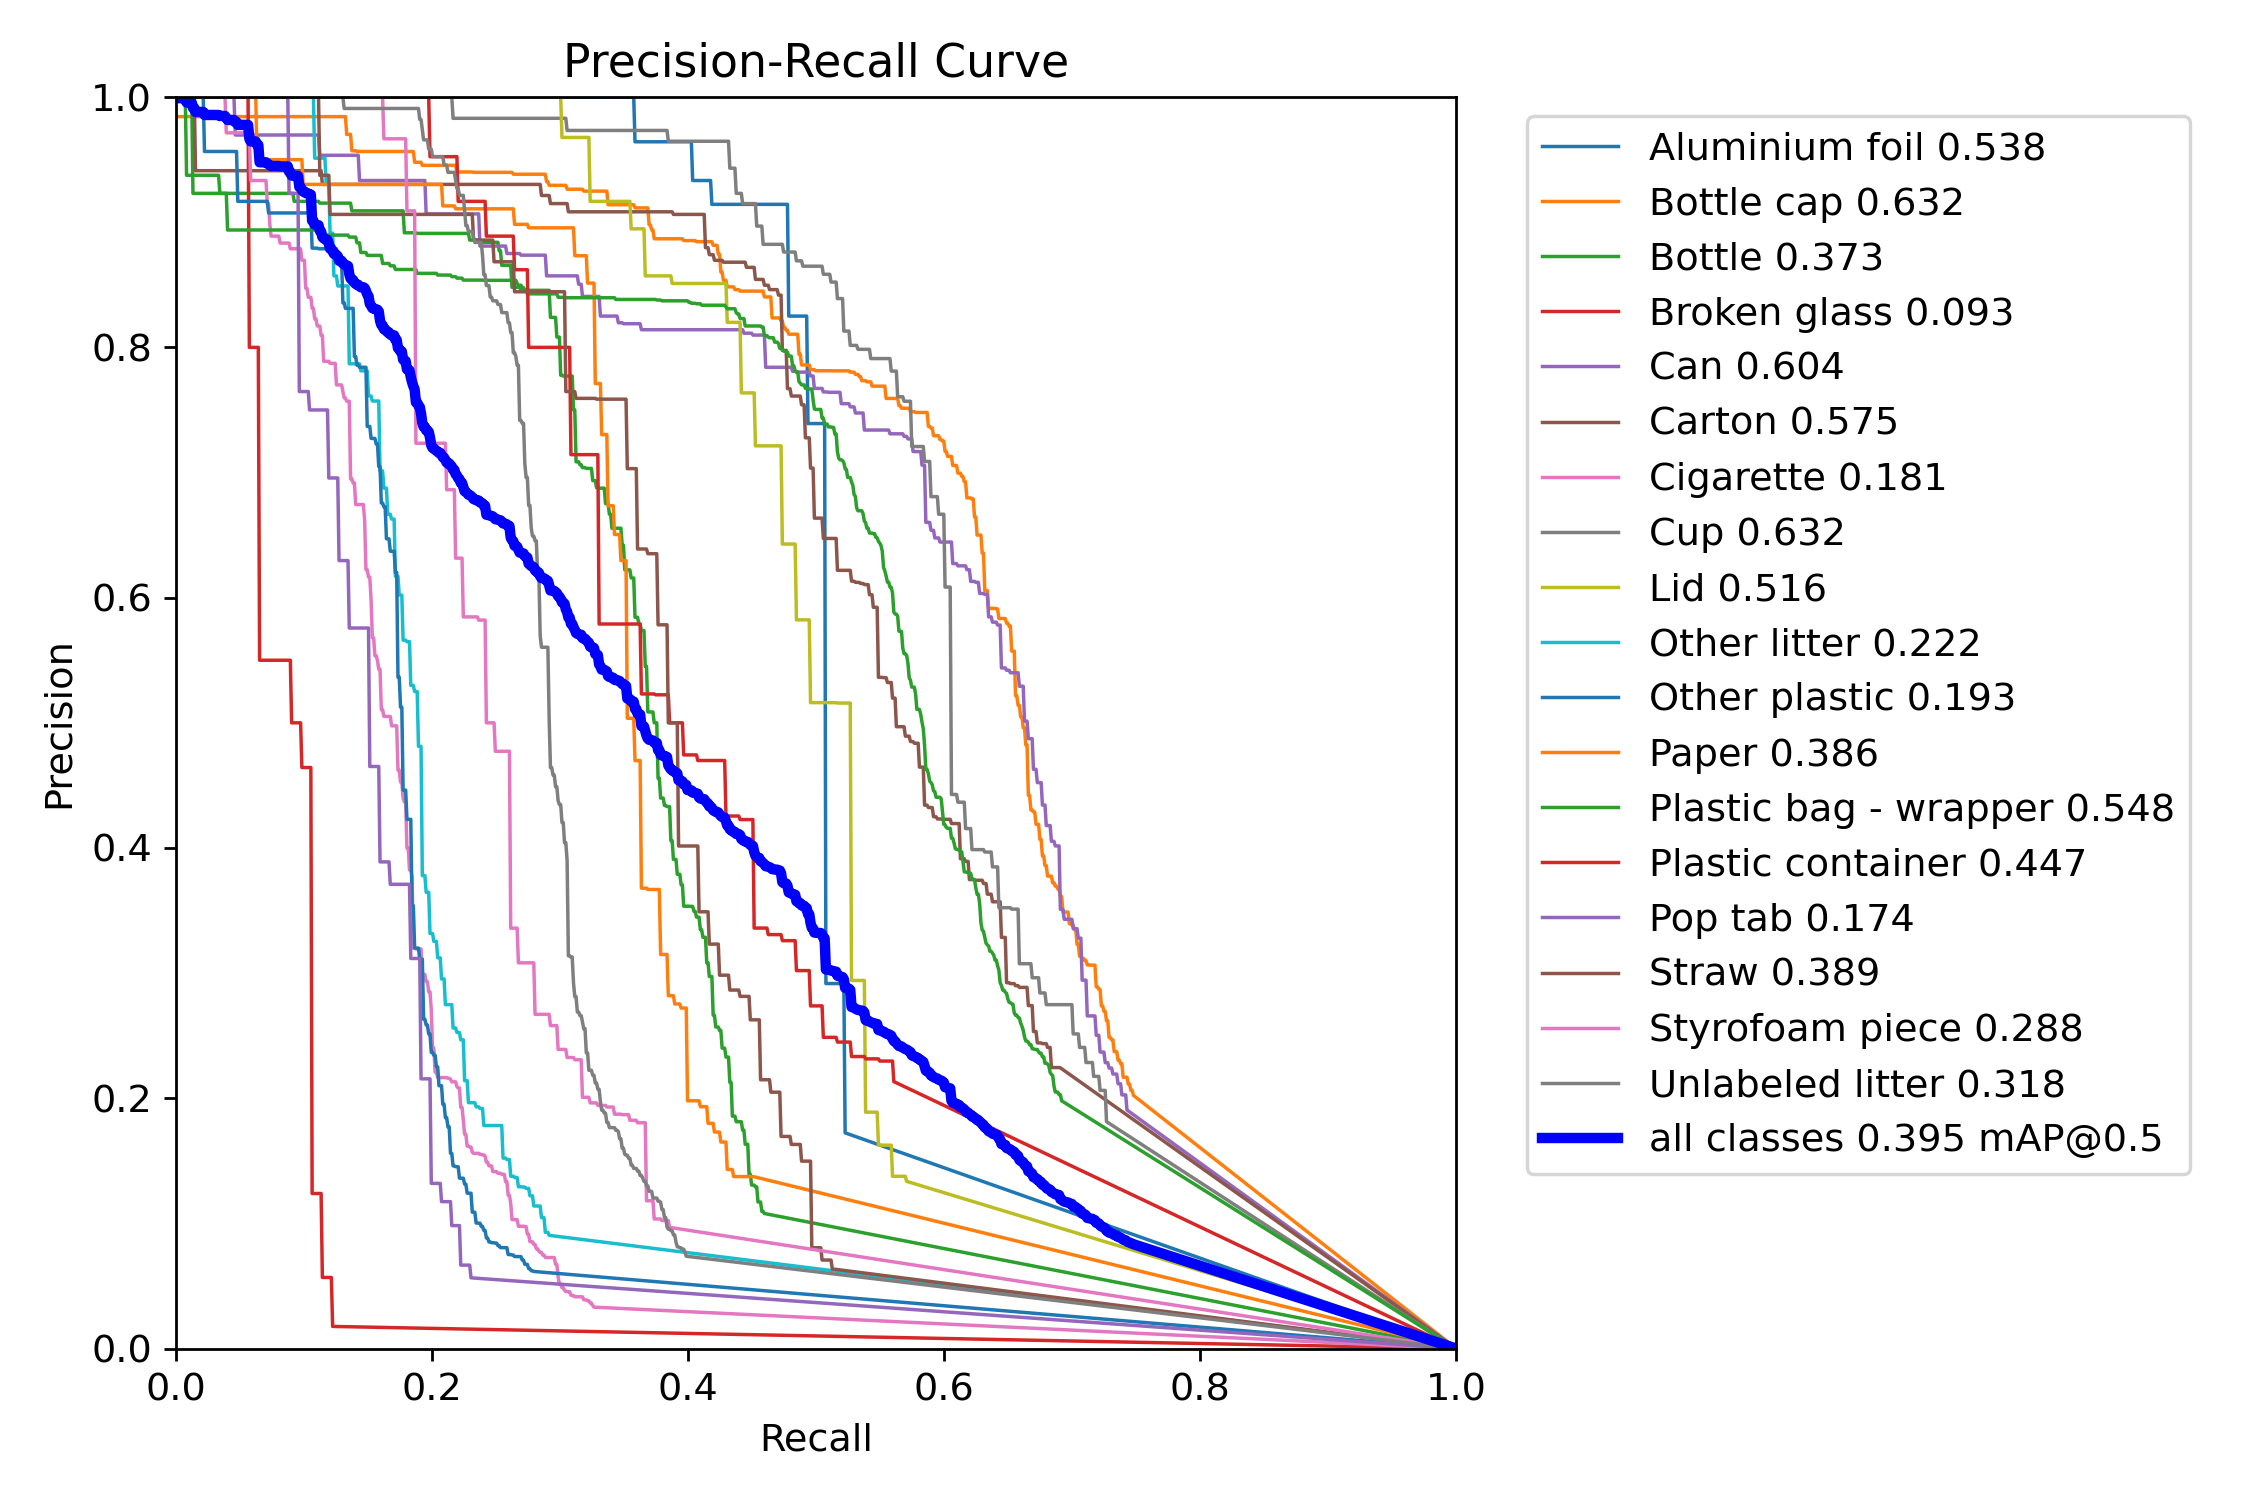 Precision-Recall Curve
1.0
0.8
0.6
0.4
0.2
0.0
Precision
0.0 0.2 0.4 0.6 0.8 1.0
Recall
Aluminium foil 0.538
Bottle cap 0.632
Bottle 0.373
Broken glass 0.093
Can 0.604
Carton 0.575
Cigarette 0.181
Cup 0.632
Lid 0.516
Other litter 0.222
Other plastic 0.193
Paper 0.386
Plastic bag - wrapper 0.548
Plastic container 0.447
Pop tab 0.174
Straw 0.389
Styrofoam piece 0.288
Unlabeled litter 0.318
all classes 0.395 mAP@0.5